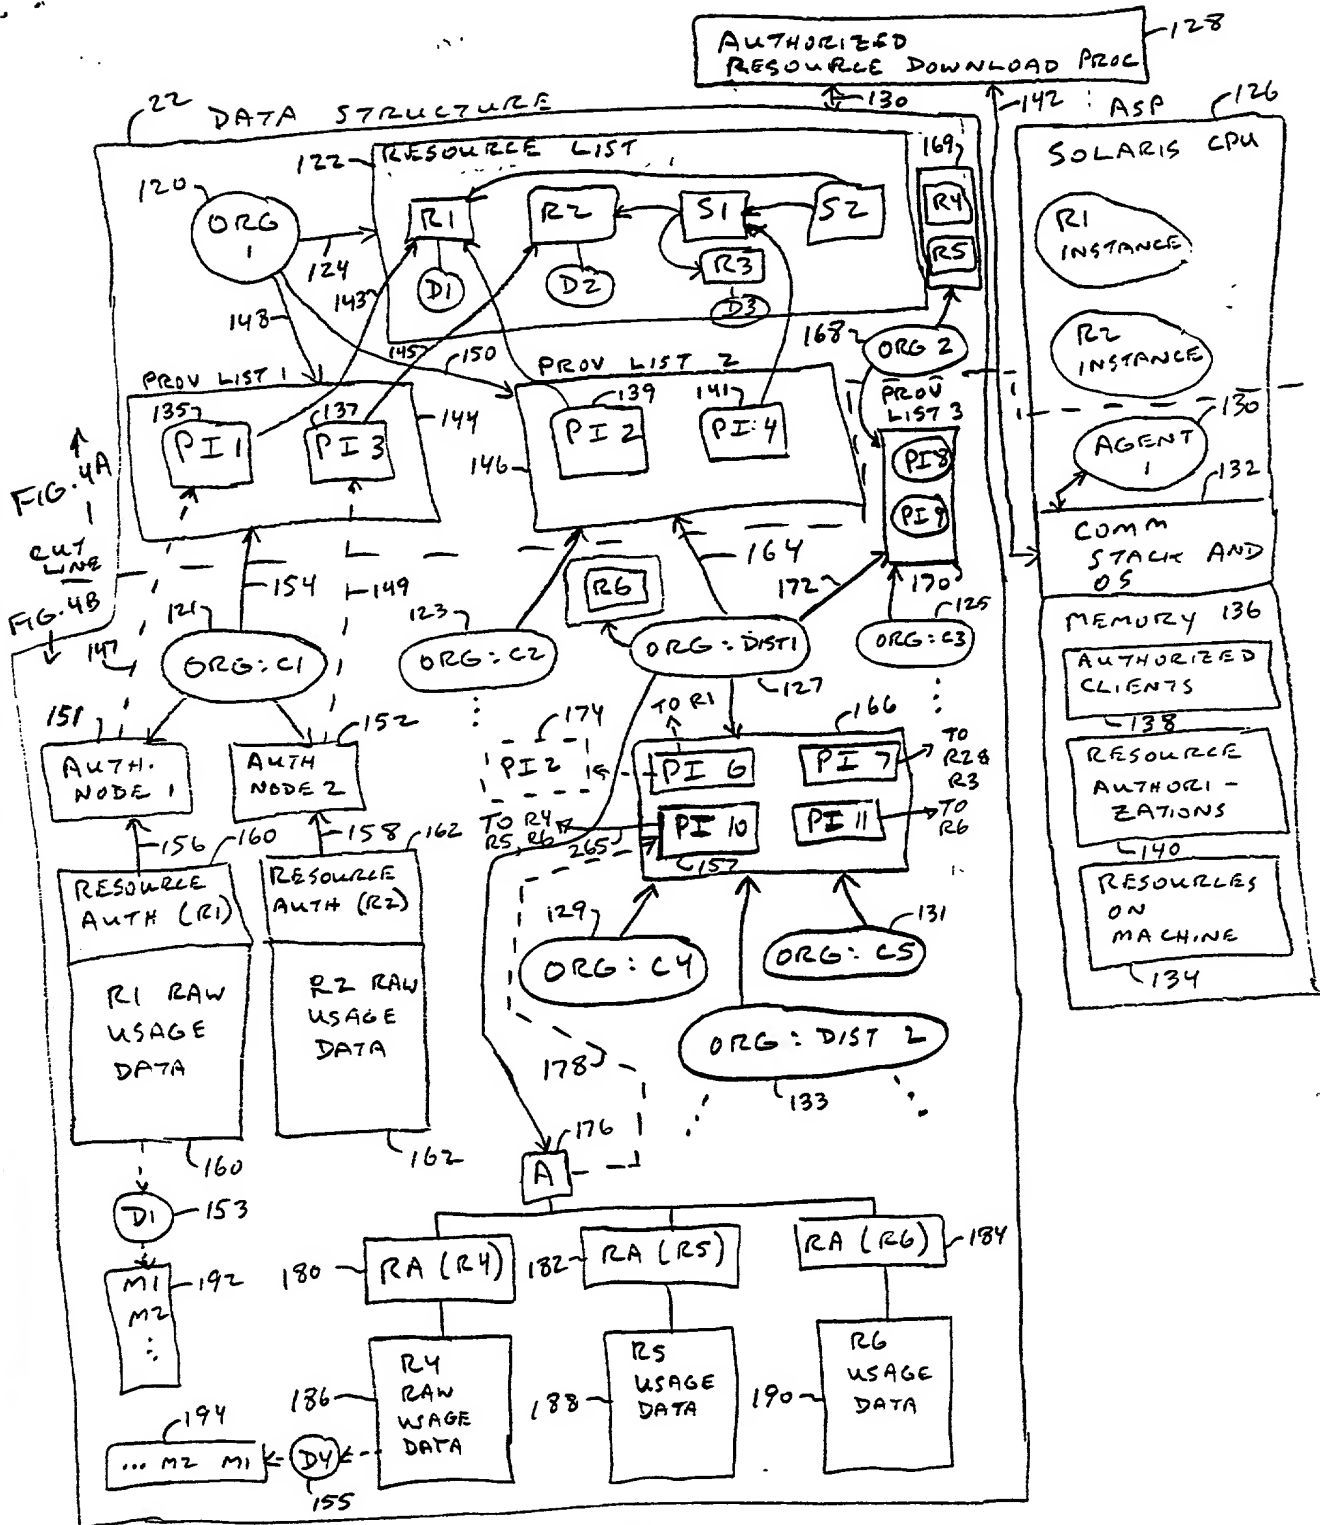 AUTHORIZED
RESOURCE DOWNLOAD PROC
128
130
142
ASP
126
22
DATA STRUCTURE
122
RESOURCE LIST
169
SOLARIS CPU
120
ORG
1
124
R1
R2
S1
S2
R4
R5
D1
D2
R3
D3
R1
INSTANCE
148
143
145
150
168
ORG 2
R2
INSTANCE
PROV LIST 1
PROV LIST 2
PROV
LIST 3
135
PI 1
137
PI 3
144
139
PI 2
141
PI:4
146
PI8
PI9
130
AGENT
1
132
FIG. 4A
CUT
LINE
FIG. 4B
154
149
164
172
170
COMM
STACK AND
OS
R6
121
ORG: C1
123
ORG: C2
ORG: DIST1
127
125
ORG: C3
MEMORY 136
AUTHORIZED
CLIENTS
138
147
151
AUTH.
NODE 1
152
AUTH
NODE 2
174
PI 2
TO R1
166
PI 6
PI 7
TO
R2&
R3
RESOURCE
AUTHORI-
ZATIONS
140
TO R4
R5, R6
265
PI 10
157
PI 11
TO
R6
156
160
158
162
RESOURCE
AUTH (R1)
RESOURCE
AUTH (R2)
129
ORG: C4
131
ORG: C5
RESOURCES
ON
MACHINE
134
R1 RAW
USAGE
DATA
R2 RAW
USAGE
DATA
178
ORG: DIST 2
133
160
162
176
A
D1
153
M1
M2
192
180
RA (R4)
182
RA (R5)
RA (R6)
184
186
R4
RAW
USAGE
DATA
188
R5
USAGE
DATA
190
R6
USAGE
DATA
194
... M2 M1
D4
155